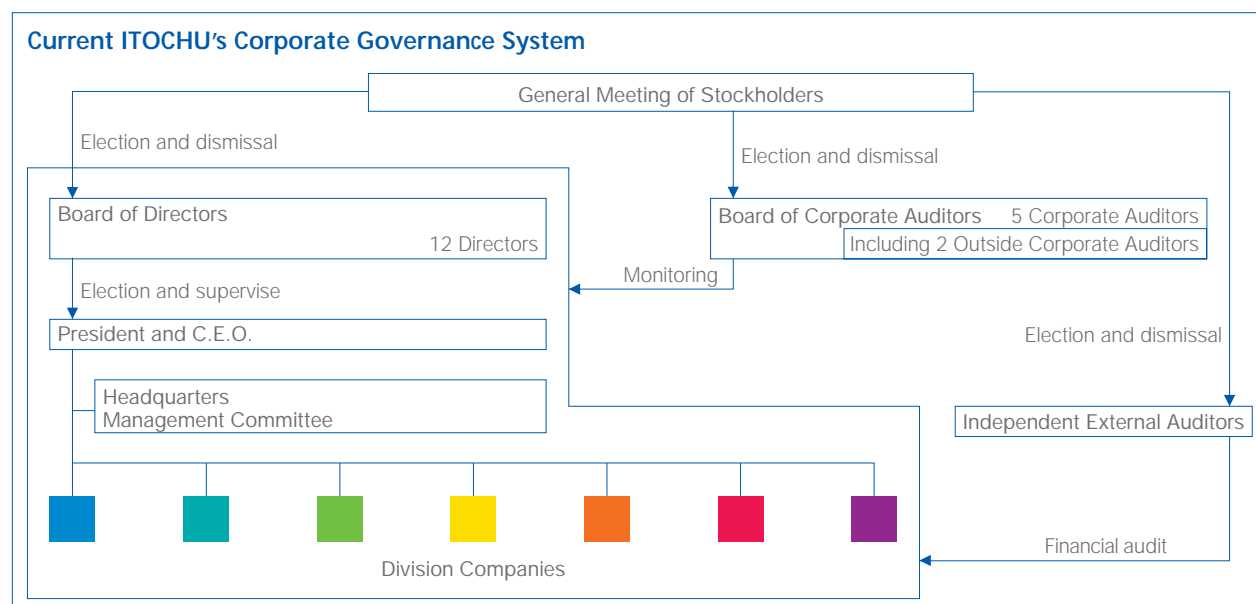 Current ITOCHU's Corporate Governance System
General Meeting of Stockholders
Election and dismissal
Election and dismissal
Board of Directors
12 Directors
Board of Corporate Auditors 5 Corporate Auditors
Including 2 Outside Corporate Auditors
Monitoring
Election and supervise
President and C.E.O.
Election and dismissal
Headquarters
Management Committee
Independent External Auditors
Financial audit
Division Companies